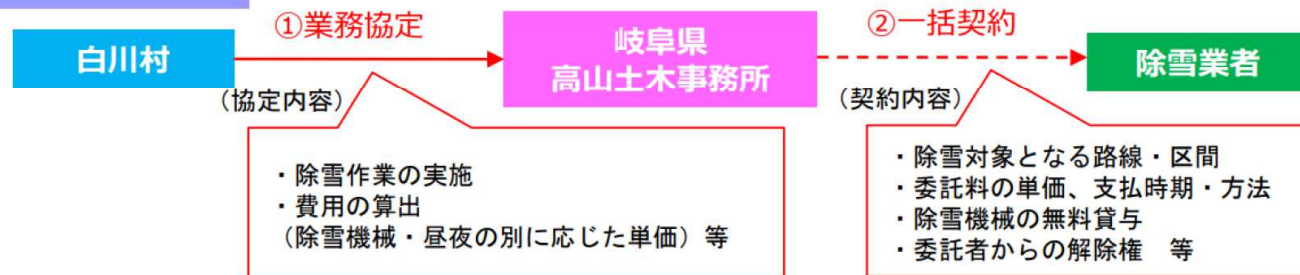 ①業務協定
②一括契約
白川村
岐阜県
高山土木事務所
除雪業者
（協定内容）
（契約内容）
・除雪作業の実施
・費用の算出
（除雪機械・昼夜の別に応じた単価）等
・除雪対象となる路線・区間
・委託料の単価、支払時期・方法
・除雪機械の無料貸与
・委託者からの解除権　等